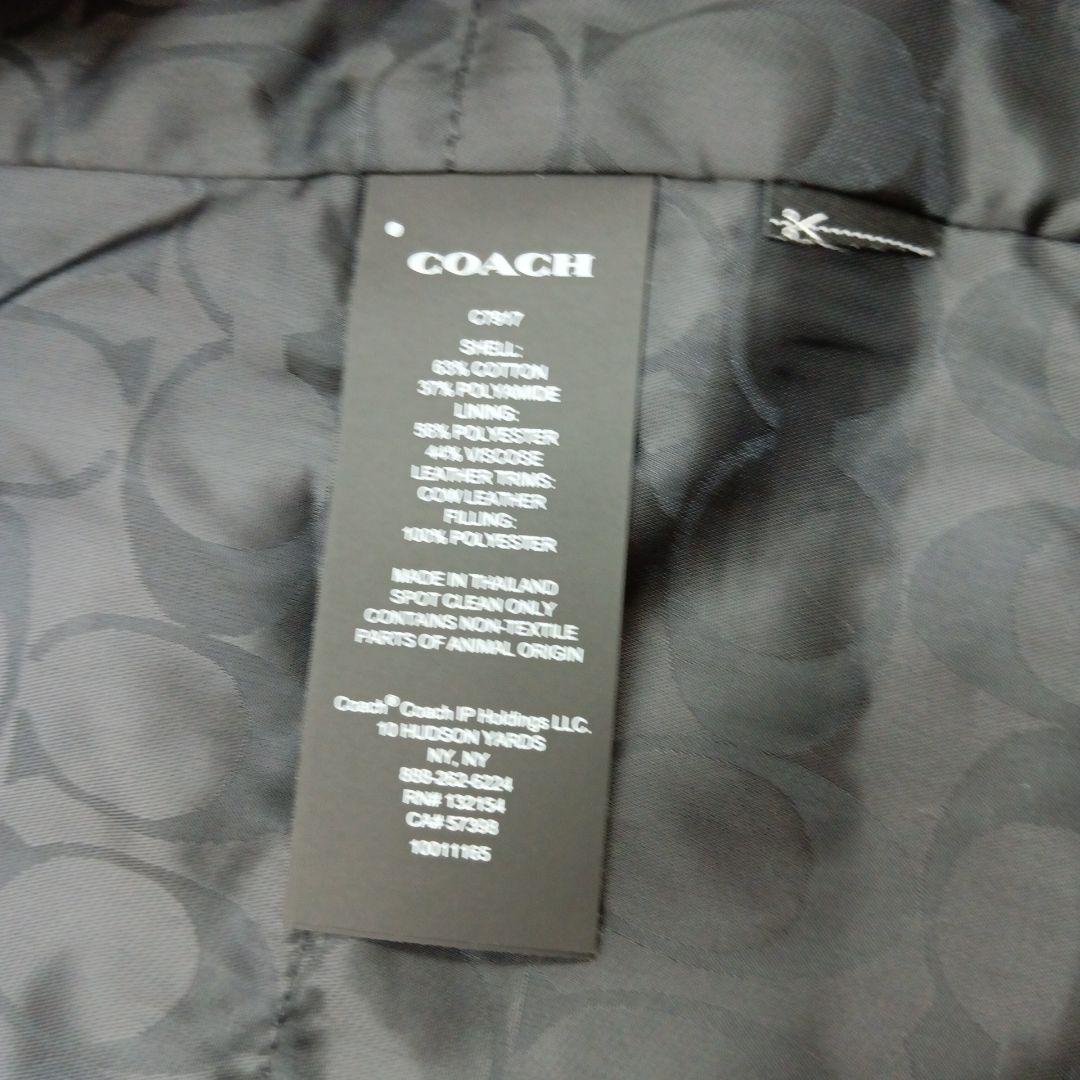 COACH
C7917
SHELL:
63% COTTON
37% POLYAMIDE
LINING:
56% POLYESTER
44% VISCOSE
LEATHER TRIMS:
COW LEATHER
FILLING:
100% POLYESTER
MADE IN THAILAND
SPOT CLEAN ONLY
CONTAINS NON-TEXTILE
PARTS OF ANIMAL ORIGIN
Coach® Coach IP Holdings LLC.
10 HUDSON YARDS
NY, NY
888-262-6224
RN# 132154
CA# 57398
10011165